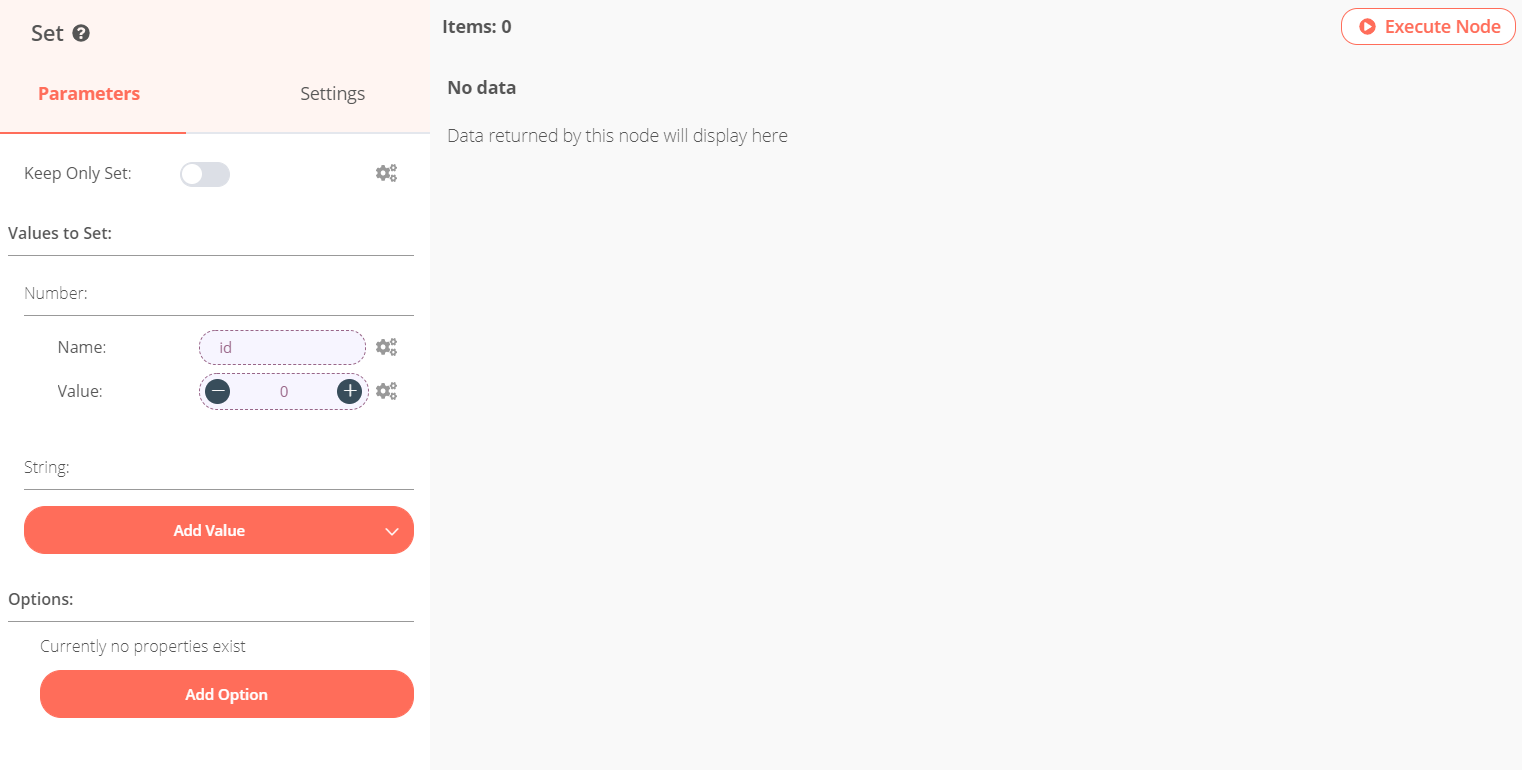 Set
Parameters
Settings
Keep Only Set:
Values to Set:
Number:
Name:
id
Value:
0
String:
Add Value
Options:
Currently no properties exist
Add Option
Items: 0
Execute Node
No data
Data returned by this node will display here